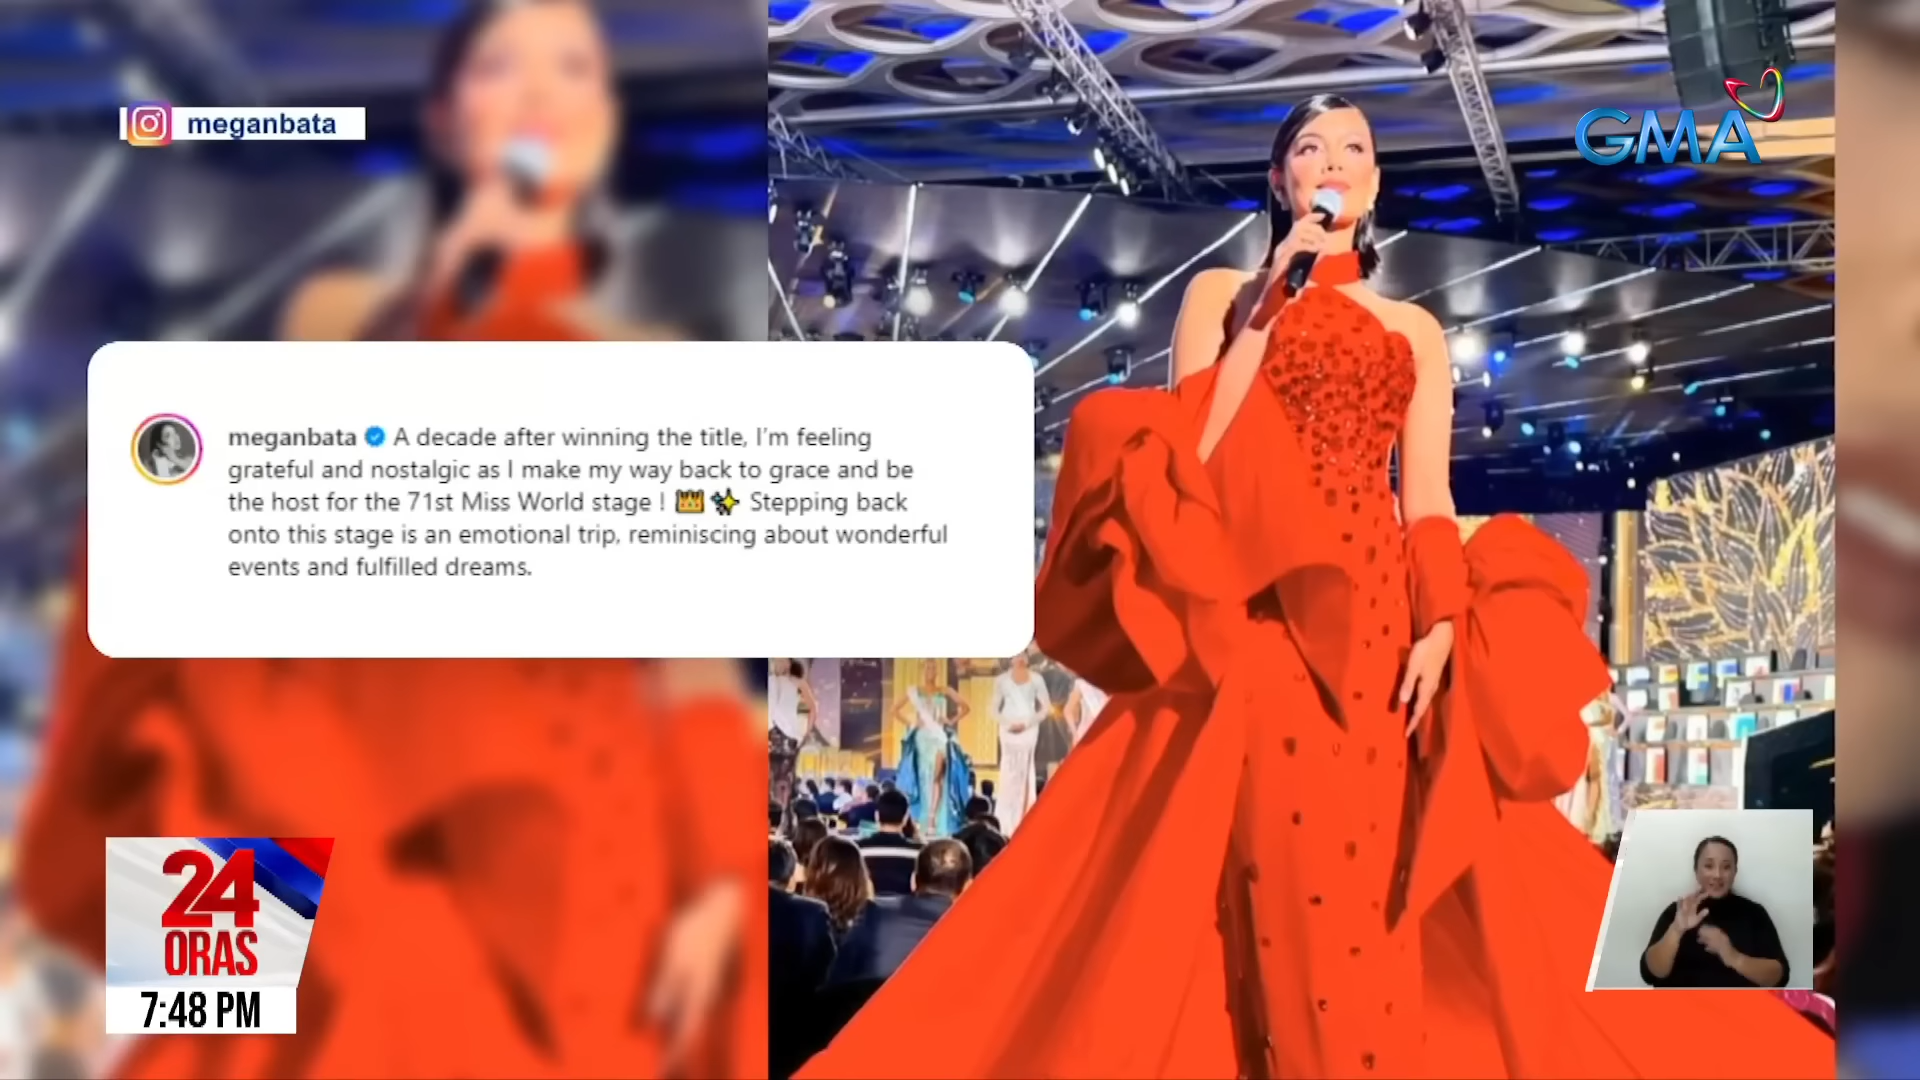 meganbata
GMA
meganbata A decade after winning the title, I'm feeling
grateful and nostalgic as I make my way back to grace and be
the host for the 71st Miss World stage ! 👑✨ Stepping back
onto this stage is an emotional trip, reminiscing about wonderful
events and fulfilled dreams.
24
ORAS
7:48 PM